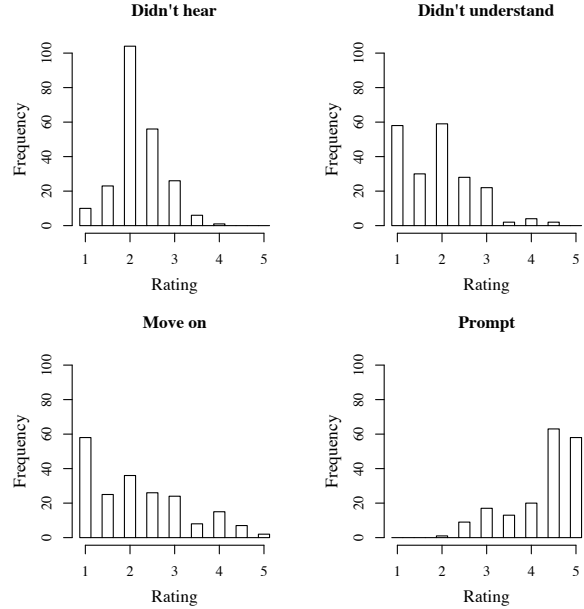 Didn't hear
Frequency
0 20 40 60 80 100
1 2 3 4 5
Rating
Didn't understand
Frequency
0 20 40 60 80 100
1 2 3 4 5
Rating
Move on
Frequency
0 20 40 60 80 100
1 2 3 4 5
Rating
Prompt
Frequency
0 20 40 60 80 100
1 2 3 4 5
Rating